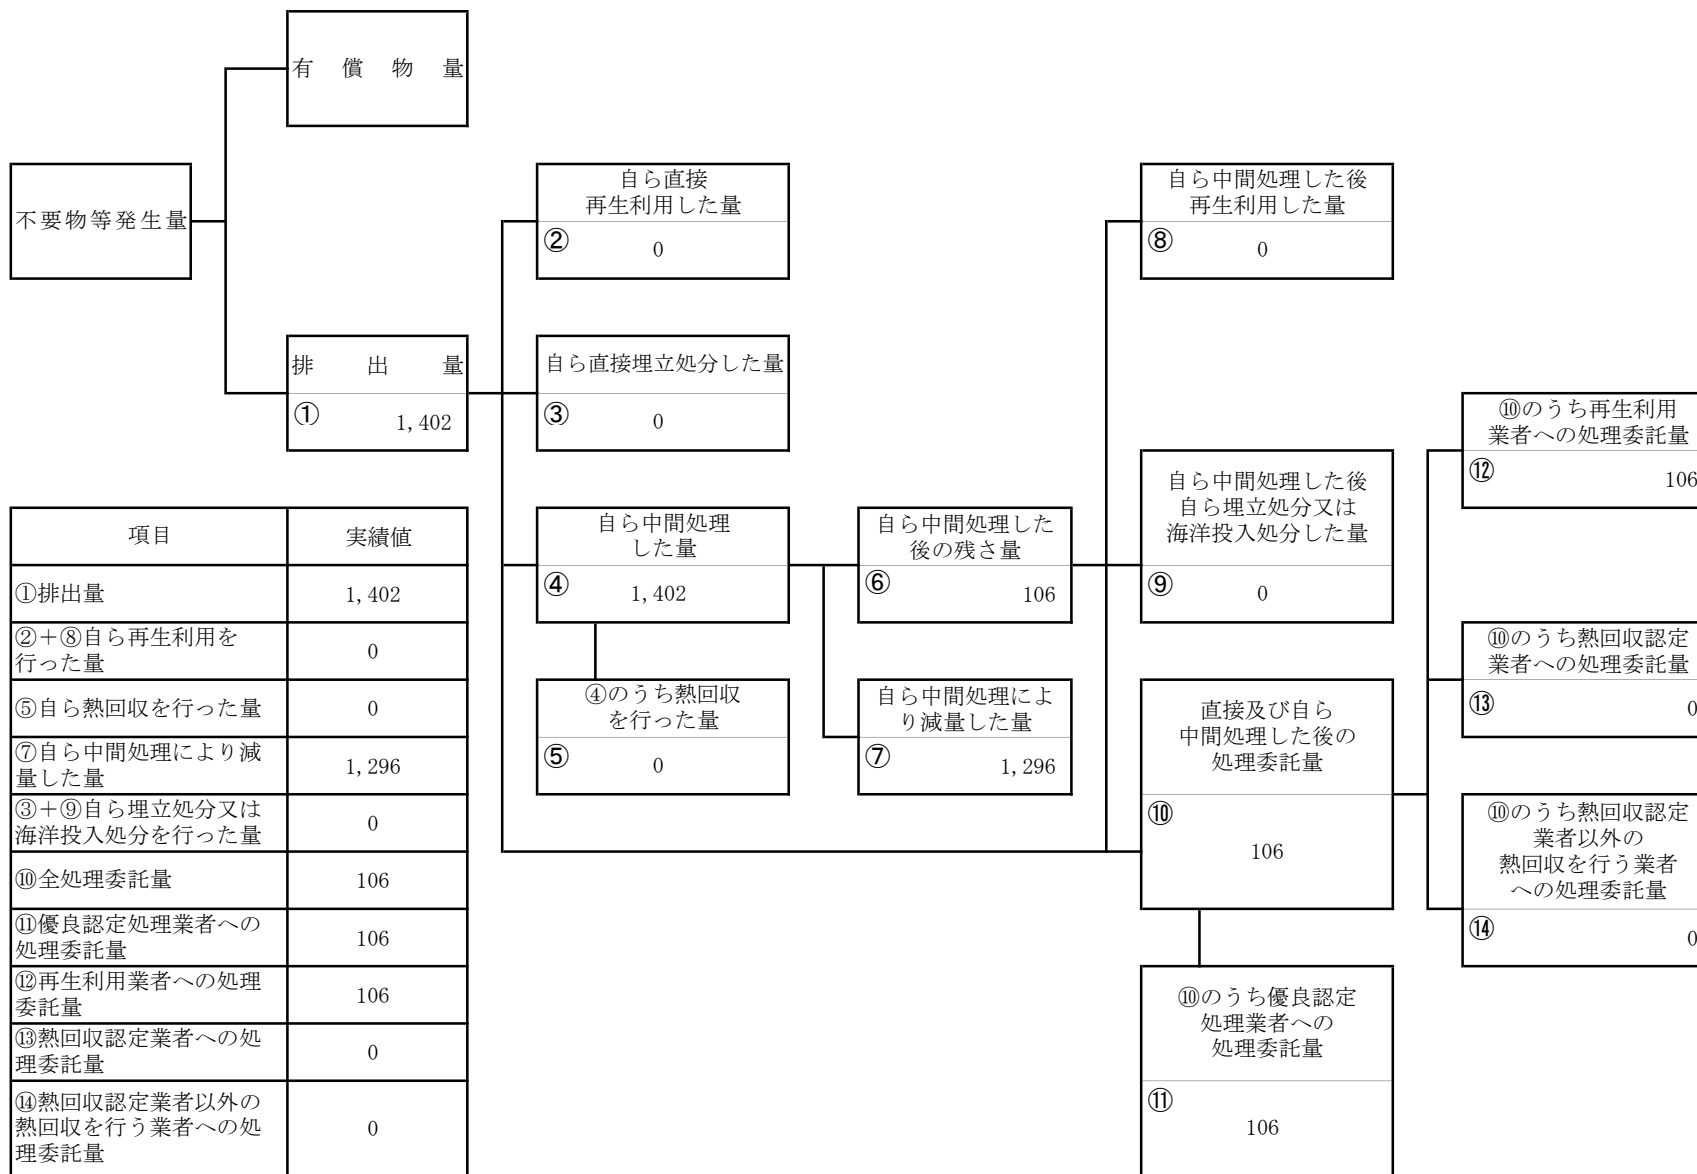 有償物量
不要物等発生量
排出量
①
1,402
自ら直接
再生利用した量
②
0
自ら直接埋立処分した量
③
0
自ら中間処理
した量
④
1,402
④のうち熱回収
を行った量
⑤
0
自ら中間処理した
後の残さ量
⑥
106
自ら中間処理によ
り減量した量
⑦
1,296
自ら中間処理した後
再生利用した量
⑧
0
自ら中間処理した後
自ら埋立処分又は
海洋投入処分した量
⑨
0
直接及び自ら
中間処理した後の
処理委託量
⑩
106
⑩のうち優良認定
処理業者への
処理委託量
⑪
106
⑩のうち再生利用
業者への処理委託量
⑫
106
⑩のうち熱回収認定
業者への処理委託量
⑬
0
⑩のうち熱回収認定
業者以外の
熱回収を行う業者
への処理委託量
⑭
0
項目 実績値
①排出量 1,402
②+⑧自ら再生利用を
行った量
0
⑤自ら熱回収を行った量 0
⑦自ら中間処理により減
量した量
1,296
③+⑨自ら埋立処分又は
海洋投入処分を行った量
0
⑩全処理委託量 106
⑪優良認定処理業者への
処理委託量
106
⑫再生利用業者への処理
委託量
106
⑬熱回収認定業者への処
理委託量
0
⑭熱回収認定業者以外の
熱回収を行う業者への処
理委託量
0